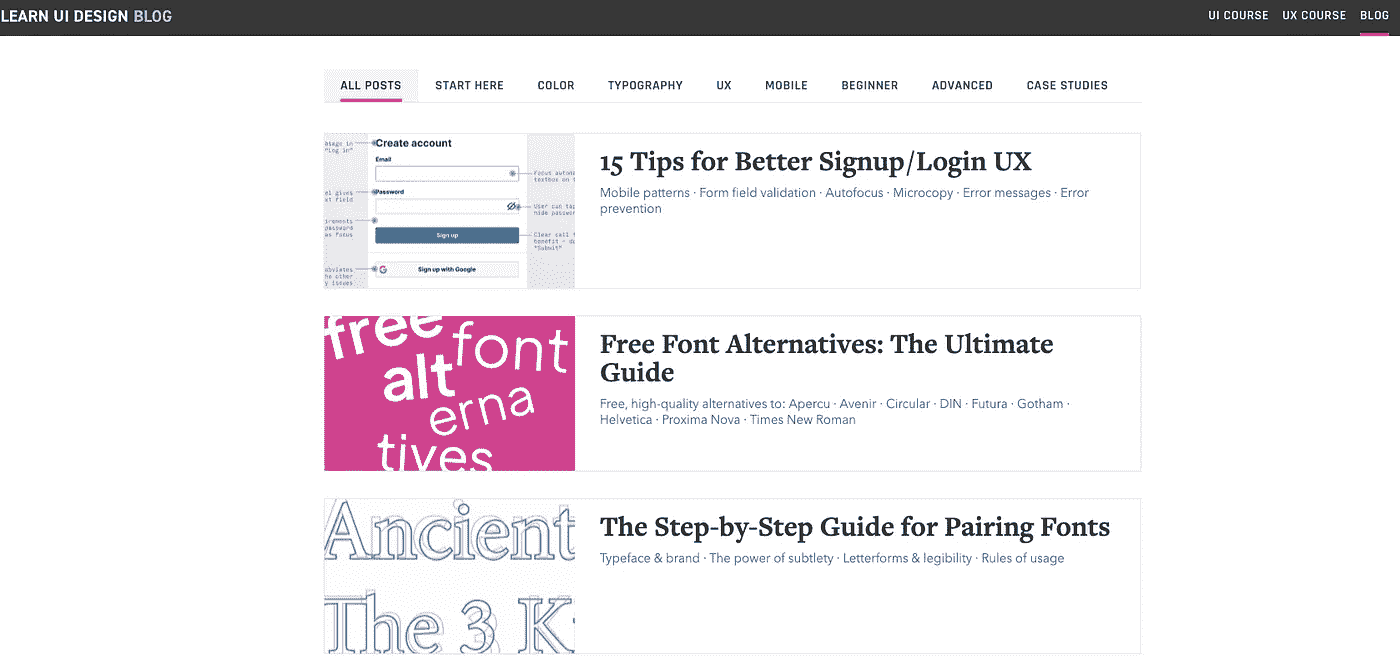 LEARN UI DESIGN BLOG
UI COURSE UX COURSE BLOG
ALL POSTS START HERE COLOR TYPOGRAPHY UX MOBILE BEGINNER ADVANCED CASE STUDIES
Create account
Email
Password
Sign up
Sign up with Google
"Log in"
"Submit"
15 Tips for Better Signup/Login UX
Mobile patterns · Form field validation · Autofocus · Microcopy · Error messages · Error
prevention
free
font
alt
erna
tives
Free Font Alternatives: The Ultimate
Guide
Free, high-quality alternatives to: Apercu · Avenir · Circular · DIN · Futura · Gotham ·
Helvetica · Proxima Nova · Times New Roman
Ancient
The 3 K
The Step-by-Step Guide for Pairing Fonts
Typeface & brand · The power of subtlety · Letterforms & legibility · Rules of usage